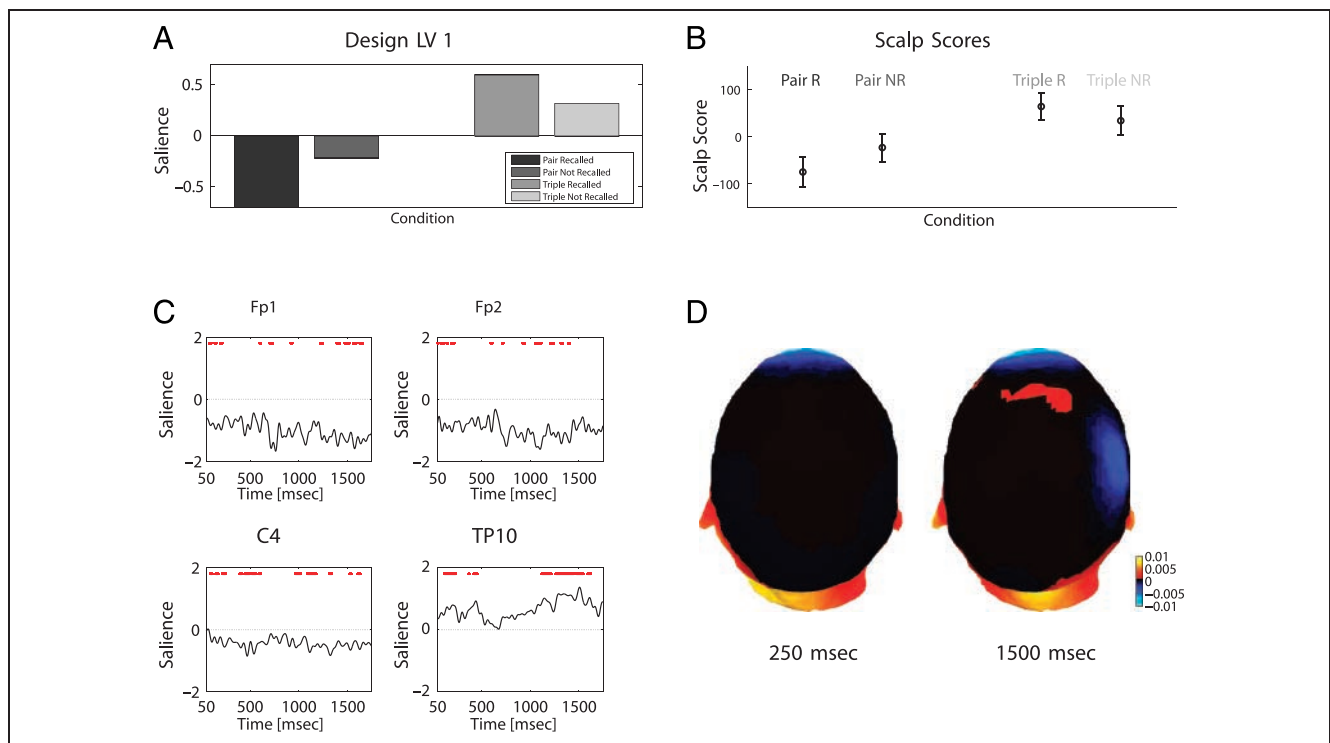 A
Design LV 1
Salience
0.5
0
−0.5
Pair Recalled
Pair Not Recalled
Triple Recalled
Triple Not Recalled
Condition
B
Scalp Scores
Scalp Score
100
0
−100
Pair R
Pair NR
Triple R
Triple NR
Condition
C
Fp1
Salience
2
0
−2
50 500 1000 1500
Time [msec]
Fp2
Salience
2
0
−2
50 500 1000 1500
Time [msec]
C4
Salience
2
0
−2
50 500 1000 1500
Time [msec]
TP10
Salience
2
0
−2
50 500 1000 1500
Time [msec]
D
0.01
0.005
0
−0.005
−0.01
250 msec
1500 msec